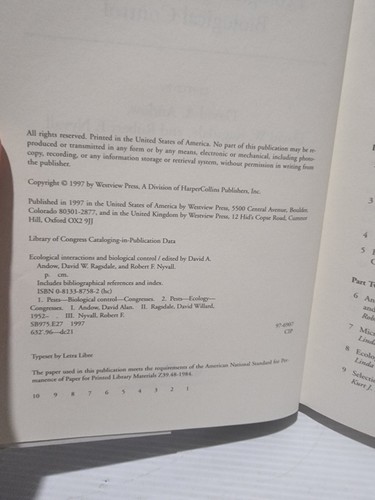 Biological Control
All rights reserved. Printed in the United States of America. No part of this publication may be re-
produced or transmitted in any form or by any means, electronic or mechanical, including photo-
copy, recording, or any information storage or retrieval system, without permission in writing from
the publisher.
Copyright © 1997 by Westview Press, A Division of HarperCollins Publishers, Inc.
Published in 1997 in the United States of America by Westview Press, 5500 Central Avenue, Boulder,
Colorado 80301-2877, and in the United Kingdom by Westview Press, 12 Hid's Copse Road, Cumnor
Hill, Oxford OX2 9JJ
Library of Congress Cataloging-in-Publication Data
Ecological interactions and biological control / edited by David A.
Andow, David W. Ragsdale, and Robert F. Nyvall.
p. cm.
Includes bibliographical references and index.
ISBN 0-8133-8758-2 (hc)
1. Pests—Biological control—Congresses. 2. Pests—Ecology—
Congresses. I. Andow, David Alan. II. Ragsdale, David Willard,
1952– . III. Nyvall, Robert F.
SB975.E27 1997
632'.96—dc21
CIP
Typeset by Letra Libre
The paper used in this publication meets the requirements of the American National Standard for Per-
manence of Paper for Printed Library Materials Z39.48-1984.
10 9 8 7 6 5 4 3 2 1
3
4
5
Part T
6 An
7 Micr
Linda
8 Ecolo
Linda
9 Selecti
Kurt J.